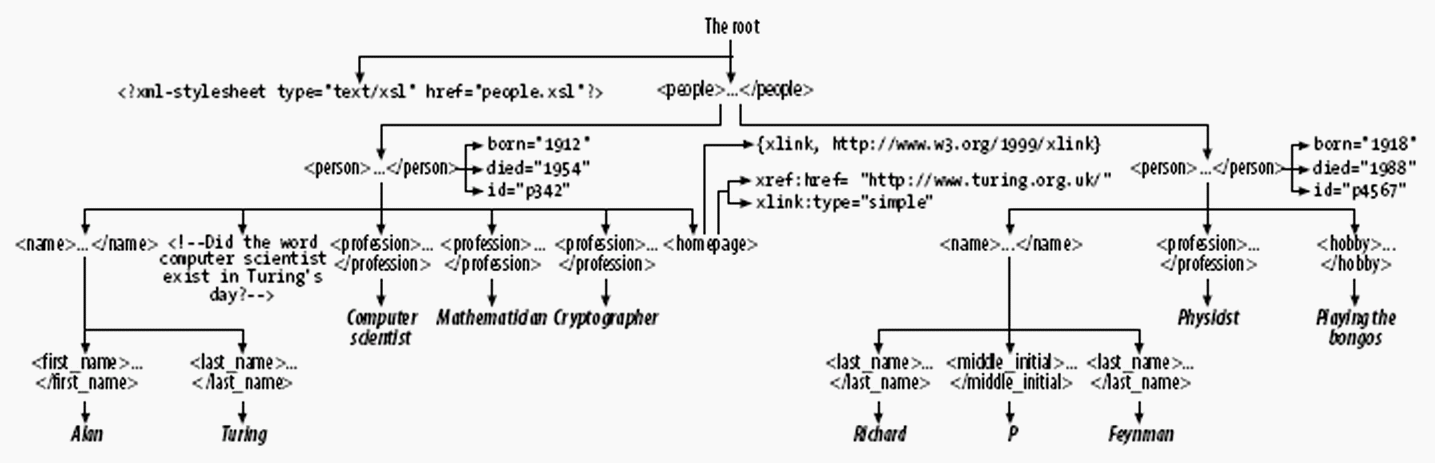 The root
<?xml-stylesheet type="text/xsl" href="people.xsl"?>
<people>...</people>
<person>...</person>
born="1912"
died="1954"
id="p342"
{xlink, http://www.w3.org/1999/xlink}
xref:href= "http://www.turing.org.uk/"
xlink:type="simple"
<person>...</person>
born="1918"
died="1988"
id="p4567"
<name>...</name>
<!--Did the word
computer scientist
exist in Turing's
day?-->
<profession>...
</profession>
<profession>...
</profession>
<profession>...
</profession>
<homepage>
<name>...</name>
<profession>...
</profession>
<hobby>...
</hobby>
Computer
scientist
Mathematician
Cryptographer
Physicist
Playing the
bongos
<first_name>...
</first_name>
<last_name>...
</last_name>
<last_name>...
</last_name>
<middle_initial>...
</middle_initial>
<last_name>...
</last_name>
Alan
Turing
Richard
P
Feynman